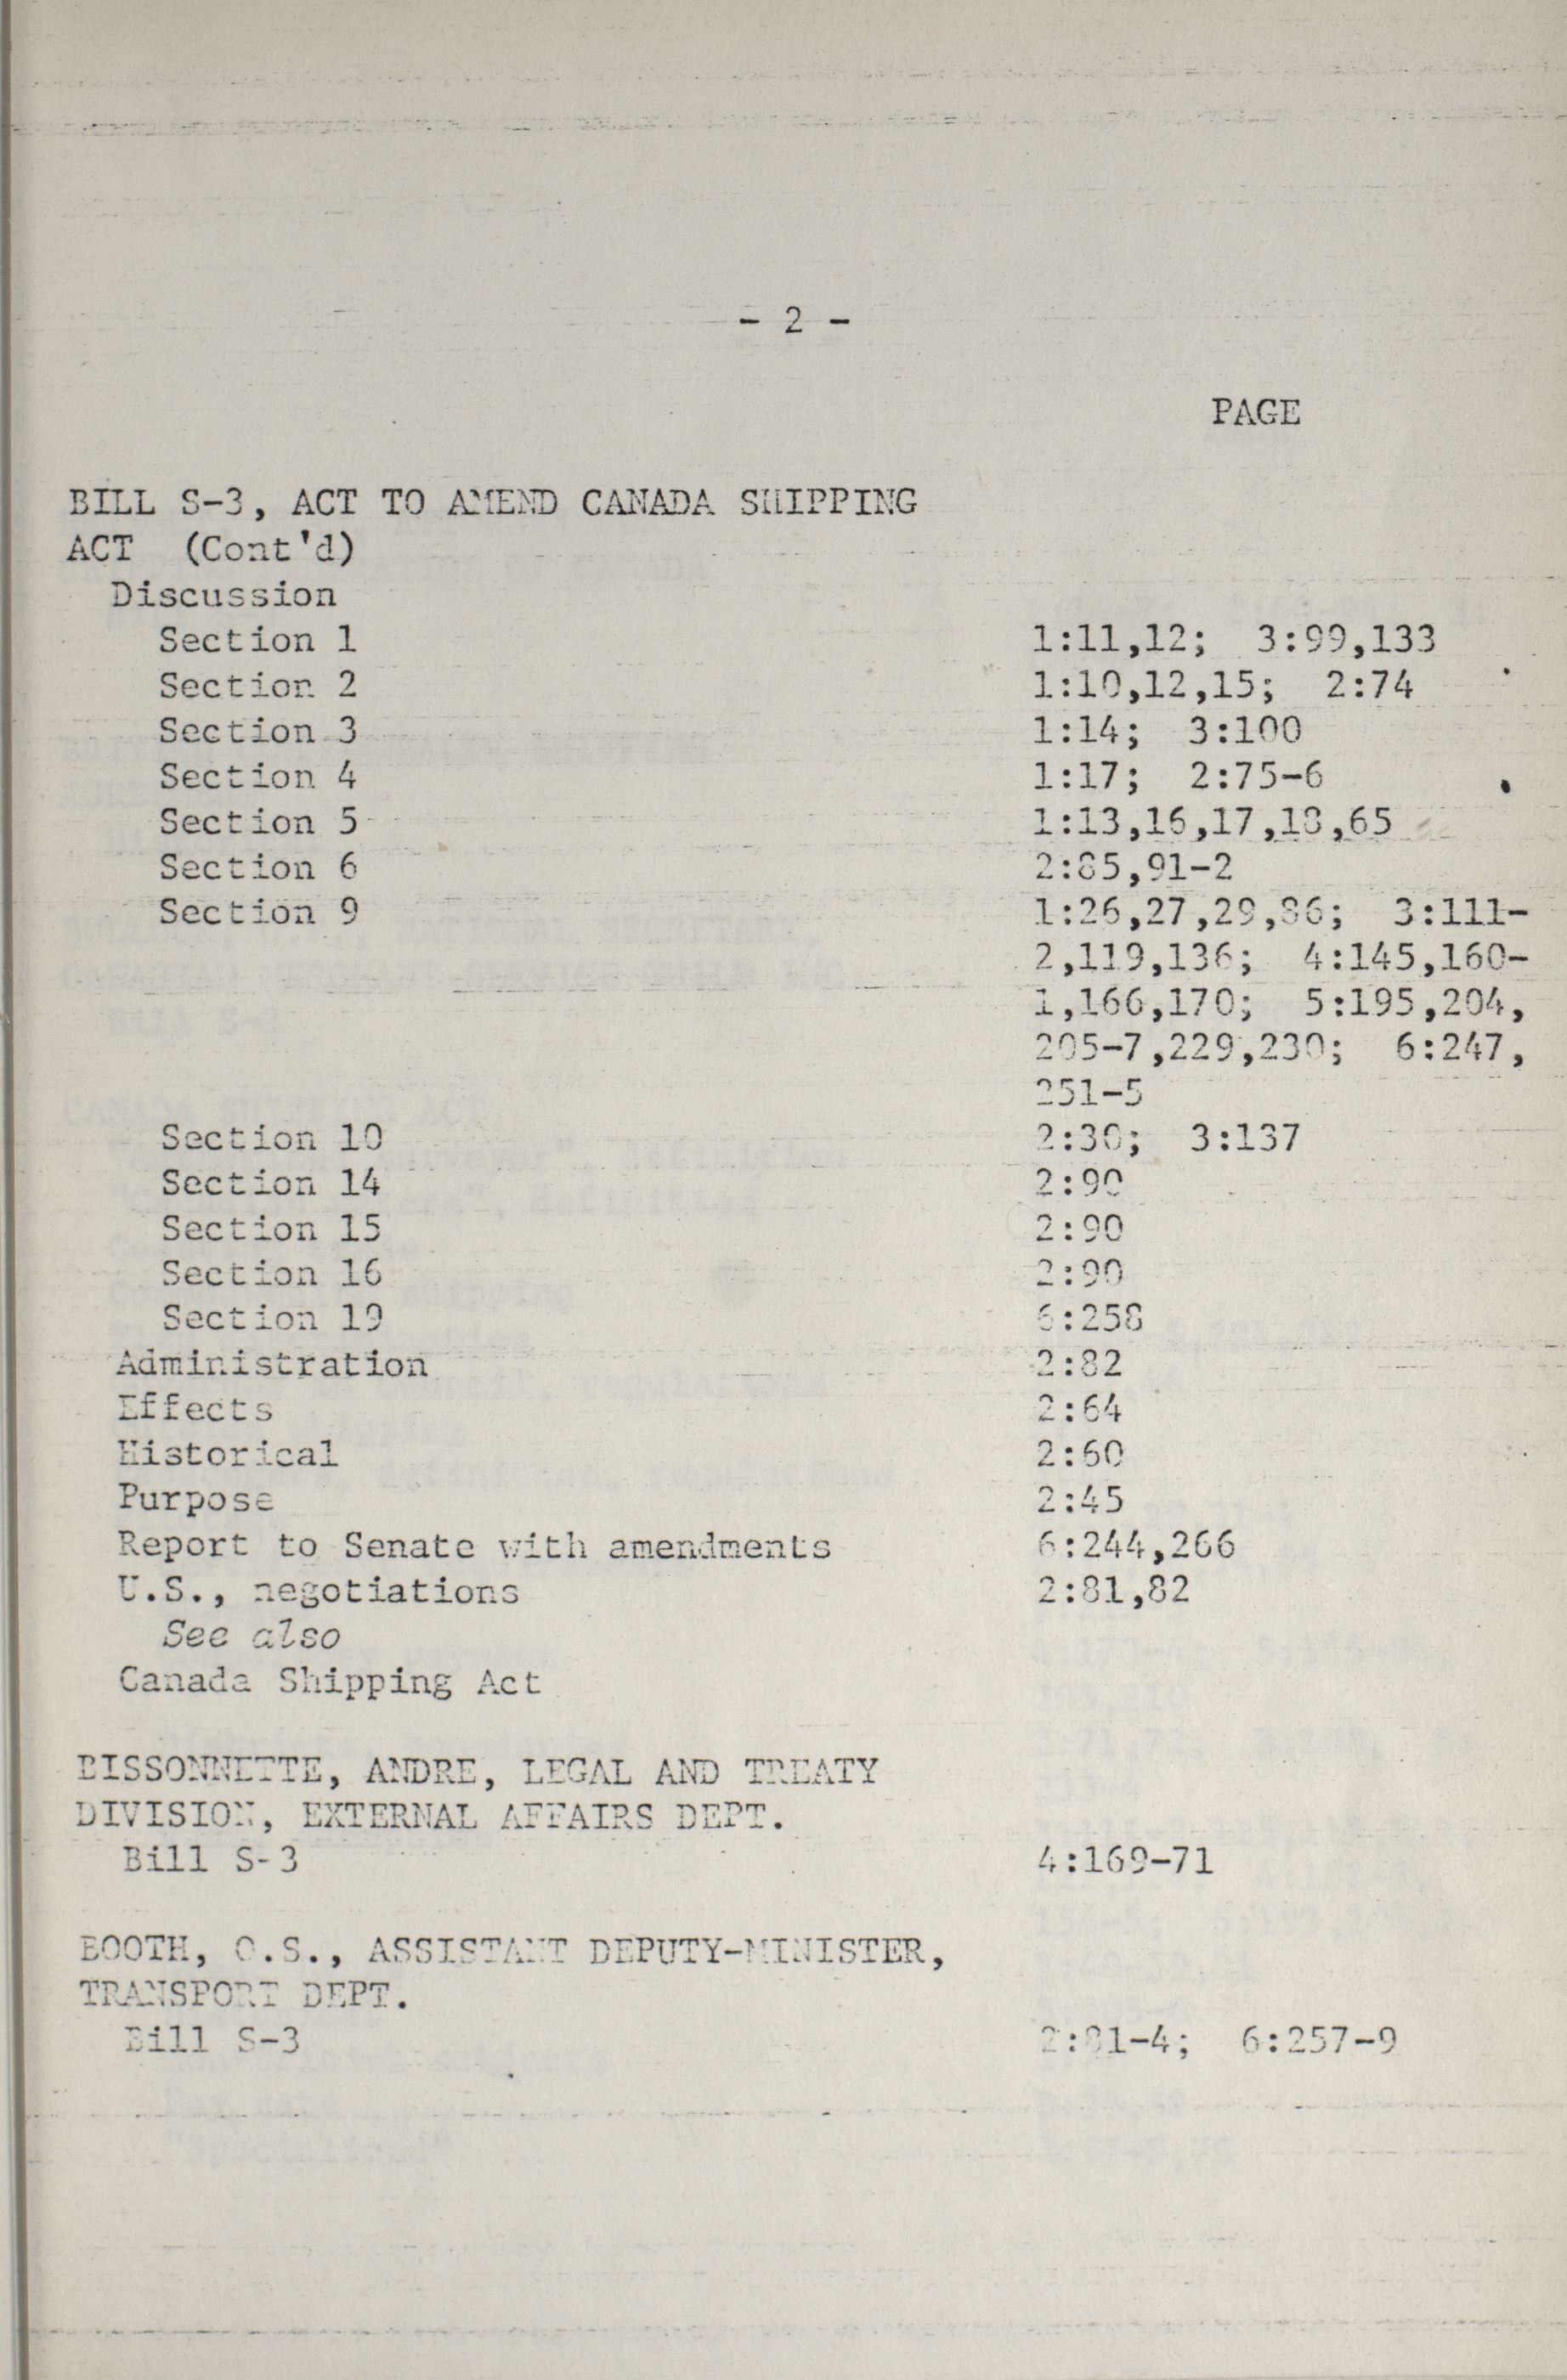 - 2 -
PAGE
BILL S-3, ACT TO AMEND CANADA SHIPPING
ACT (Cont'd)
Discussion
Section 1 1:11,12; 3:99,133
Section 2 1:10,12,15; 2:74
Section 3 1:14; 3:100
Section 4 1:17; 2:75-6
Section 5 1:13,16,17,18,65
Section 6 2:85,91-2
Section 9 1:26,27,29,86; 3:111-
2,119,136; 4:145,160-
1,166,170; 5:195,204,
205-7,229,230; 6:247,
251-5
Section 10 2:30; 3:137
Section 14 2:90
Section 15 2:90
Section 16 2:90
Section 19 6:258
Administration 2:82
Effects 2:64
Historical 2:60
Purpose 2:45
Report to Senate with amendments 6:244,266
U.S., negotiations 2:81,82
See also
Canada Shipping Act
BISSONNETTE, ANDRE, LEGAL AND TREATY
DIVISION, EXTERNAL AFFAIRS DEPT.
Bill S-3 4:169-71
BOOTH, C.S., ASSISTANT DEPUTY-MINISTER,
TRANSPORT DEPT.
Bill S-3 2:81-4; 6:257-9